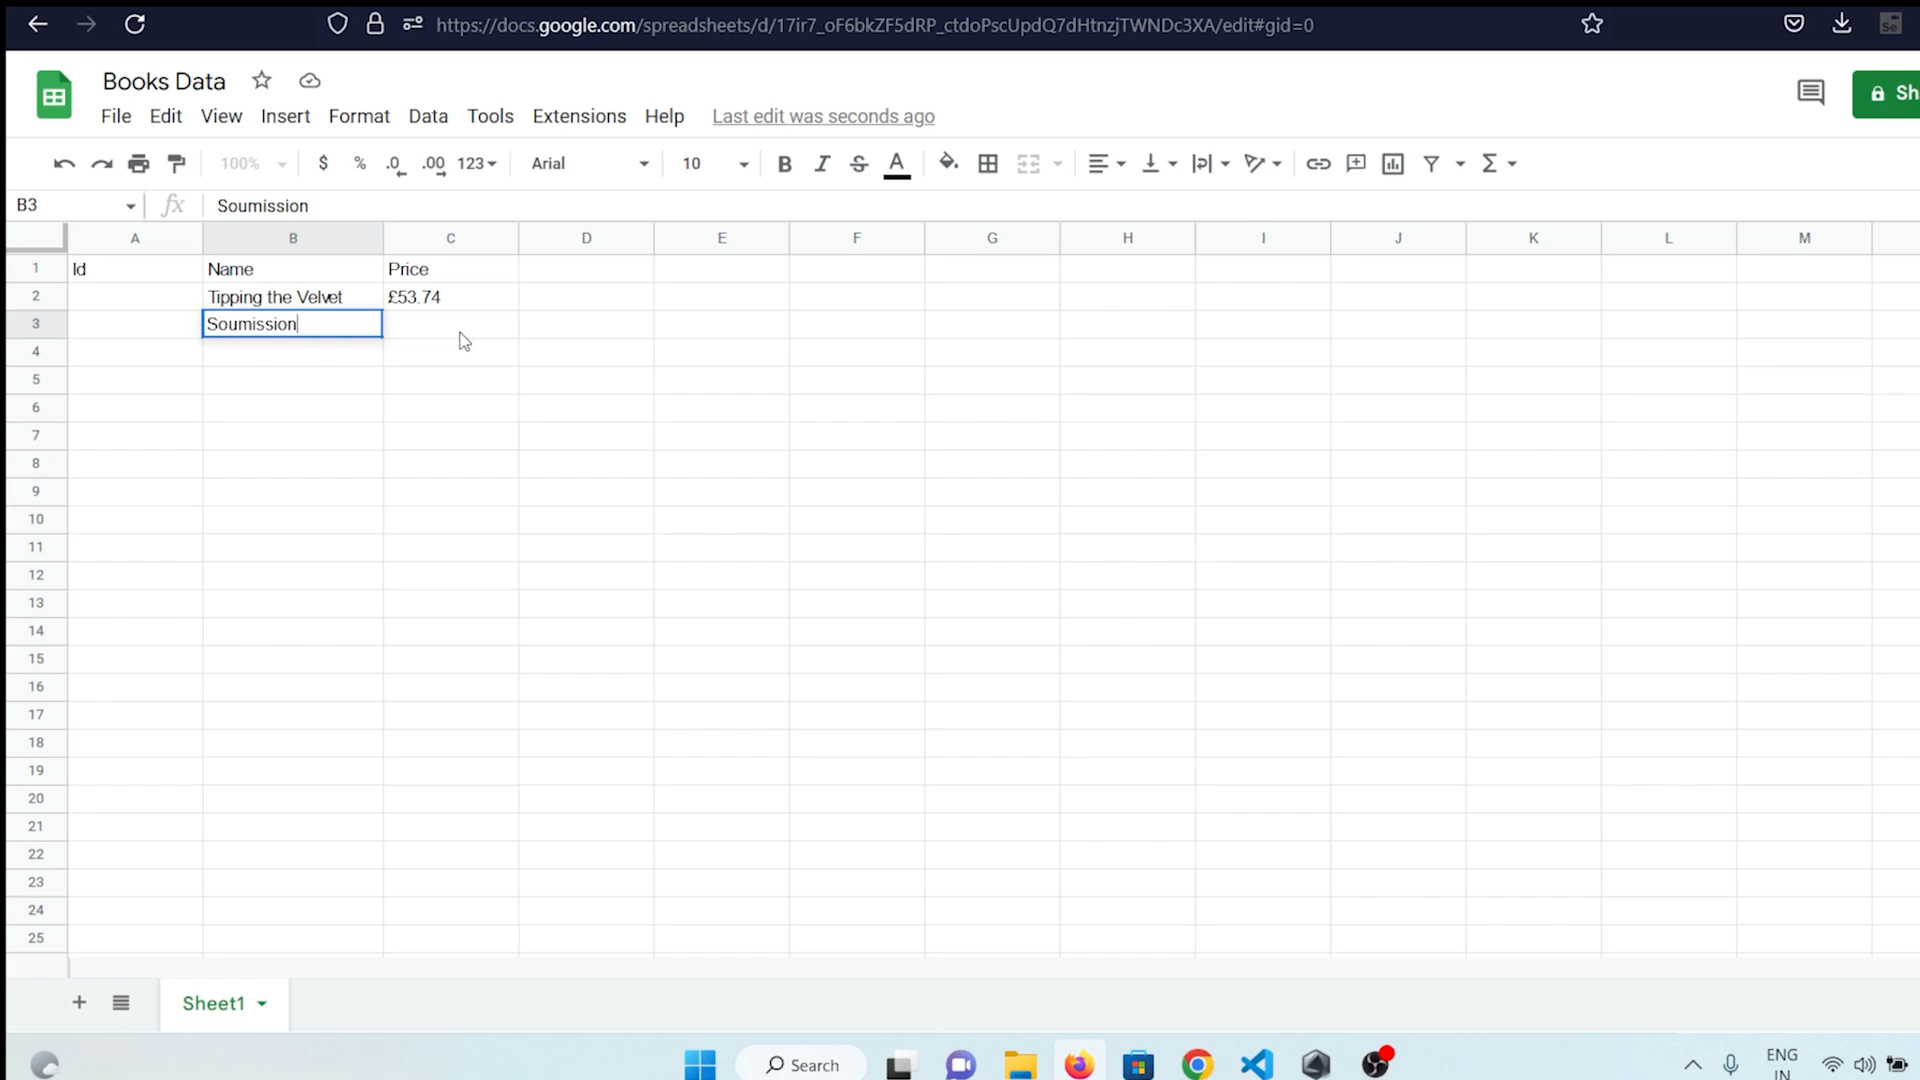 https://docs.google.com/spreadsheets/d/17ir7_oF6bkZF5dRP_ctdoPscUpdQ7dHtnzjTWNDc3XA/edit#gid=0
Se
Books Data
File Edit View Insert Format Data Tools Extensions Help Last edit was seconds ago
Sh
100% $ % .0 .00 123 Arial 10 B I S A Σ
B3 fx Soumission
A B C D E F G H I J K L M
1 Id Name Price
2 Tipping the Velvet £53.74
3 Soumission
4
5
6
7
8
9
10
11
12
13
14
15
16
17
18
19
20
21
22
23
24
25
+ Sheet1
Search
ENG
IN